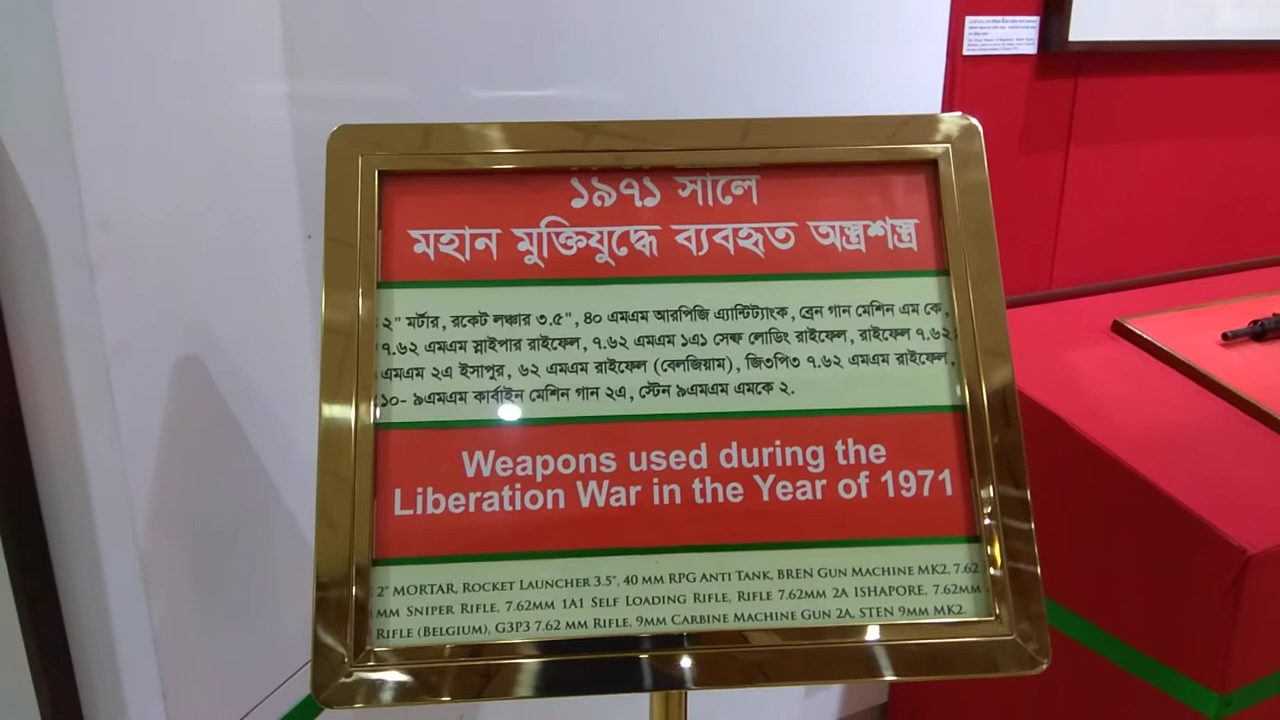 ১৯৭১ সালে
মহান মুক্তিযুদ্ধে ব্যবহৃত অস্ত্রশস্ত্র
২" মর্টার, রকেট লঞ্চার ৩.৫", ৪০ এমএম আরপিজি এ্যান্টিট্যাংক, ব্রেন গান মেশিন এম কে,
৭.৬২ এমএম স্নাইপার রাইফেল, ৭.৬২ এমএম ১এ১ সেল্ফ লোডিং রাইফেল, রাইফেল ৭.৬২
এমএম ২এ ইসাপুর, ৬২ এমএম রাইফেল (বেলজিয়াম), জি৩পি৩ ৭.৬২ এমএম রাইফেল,
১০- ৯এমএম কার্বাইন মেশিন গান ২এ, স্টেন ৯এমএম এমকে ২.
Weapons used during the
Liberation War in the Year of 1971
2" MORTAR, ROCKET LAUNCHER 3.5", 40 MM RPG ANTI TANK, BREN GUN MACHINE MK2, 7.62
MM SNIPER RIFLE, 7.62MM 1A1 SELF LOADING RIFLE, RIFLE 7.62MM 2A ISHAPORE, 7.62MM
RIFLE (BELGIUM), G3P3 7.62 MM RIFLE, 9MM CARBINE MACHINE GUN 2A, STEN 9MM MK2.